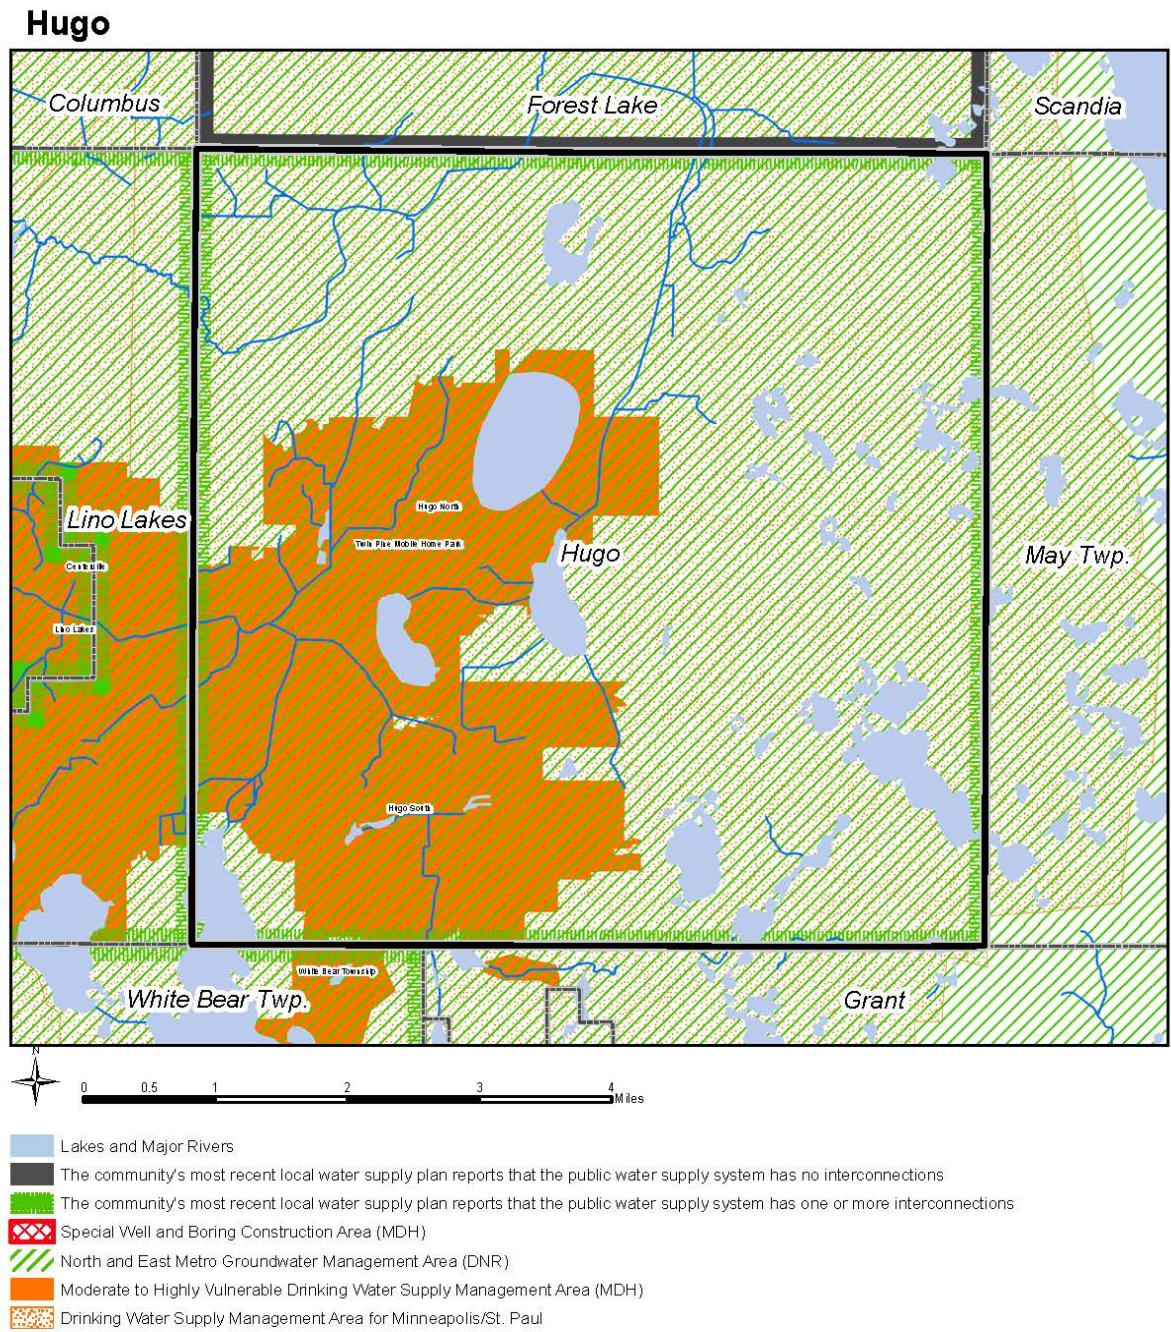 Hugo
Columbus
Forest Lake
Scandia
Hugo North
Lino Lakes
Twin Pine Mobile Home Park
Hugo
May Twp.
Centerville
Lino Lakes
Hugo South
White Bear Township
White Bear Twp.
Grant
N
0 0.5 1 2 3 4
Miles
Lakes and Major Rivers
The community's most recent local water supply plan reports that the public water supply system has no interconnections
The community's most recent local water supply plan reports that the public water supply system has one or more interconnections
Special Well and Boring Construction Area (MDH)
North and East Metro Groundwater Management Area (DNR)
Moderate to Highly Vulnerable Drinking Water Supply Management Area (MDH)
Drinking Water Supply Management Area for Minneapolis/St. Paul